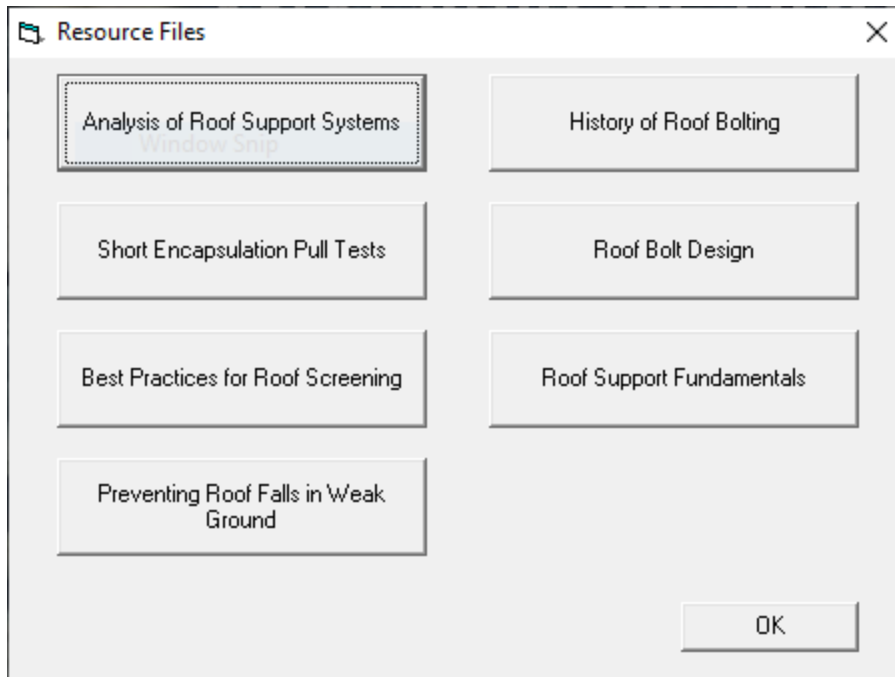 Resource Files
Analysis of Roof Support Systems
Window Snip
History of Roof Bolting
Short Encapsulation Pull Tests
Roof Bolt Design
Best Practices for Roof Screening
Roof Support Fundamentals
Preventing Roof Falls in Weak
Ground
OK